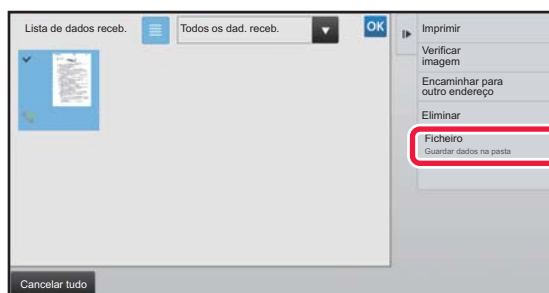 Lista de dados receb.
Todos os dad. receb.
OK
Imprimir
Verificar
imagem
Encaminhar para
outro endereço
Eliminar
Ficheiro
Guardar dados na pasta
Cancelar tudo